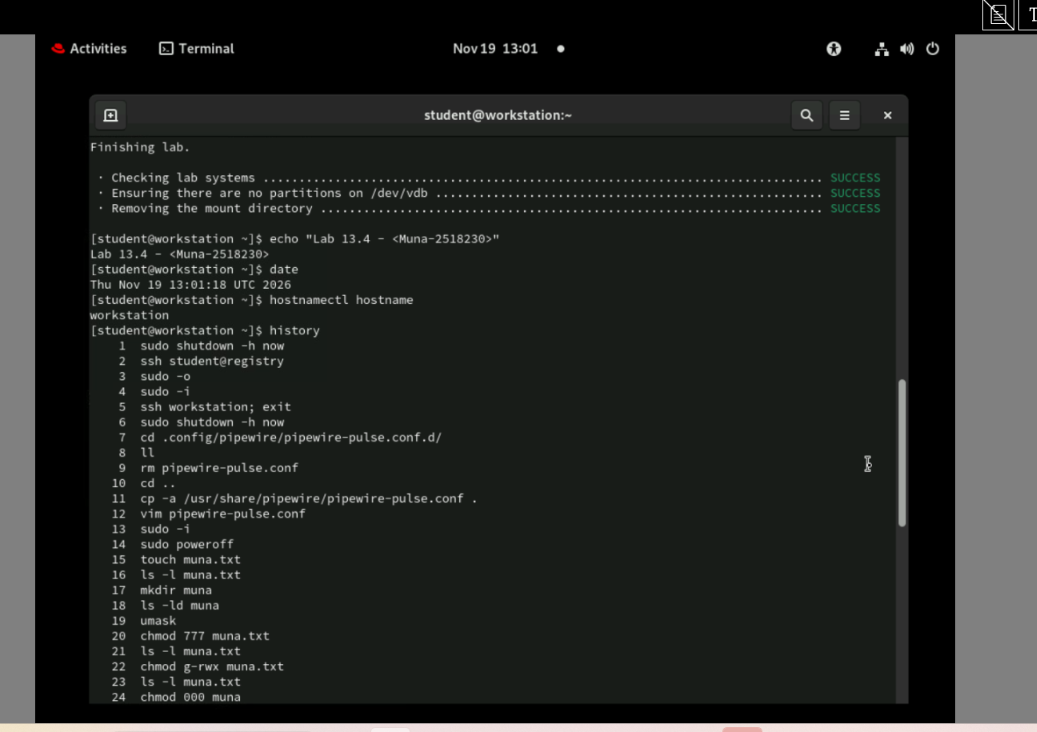 Activities Terminal Nov 19 13:01
student@workstation:~
Finishing lab.
· Checking lab systems .............................................................................. SUCCESS
· Ensuring there are no partitions on /dev/vdb ...................................................... SUCCESS
· Removing the mount directory ...................................................................... SUCCESS
[student@workstation ~]$ echo "Lab 13.4 - <Muna-2518230>"
Lab 13.4 - <Muna-2518230>
[student@workstation ~]$ date
Thu Nov 19 13:01:18 UTC 2026
[student@workstation ~]$ hostnamectl hostname
workstation
[student@workstation ~]$ history
1 sudo shutdown -h now
2 ssh student@registry
3 sudo -o
4 sudo -i
5 ssh workstation; exit
6 sudo shutdown -h now
7 cd .config/pipewire/pipewire-pulse.conf.d/
8 ll
9 rm pipewire-pulse.conf
10 cd ..
11 cp -a /usr/share/pipewire/pipewire-pulse.conf .
12 vim pipewire-pulse.conf
13 sudo -i
14 sudo poweroff
15 touch muna.txt
16 ls -l muna.txt
17 mkdir muna
18 ls -ld muna
19 umask
20 chmod 777 muna.txt
21 ls -l muna.txt
22 chmod g-rwx muna.txt
23 ls -l muna.txt
24 chmod 000 muna